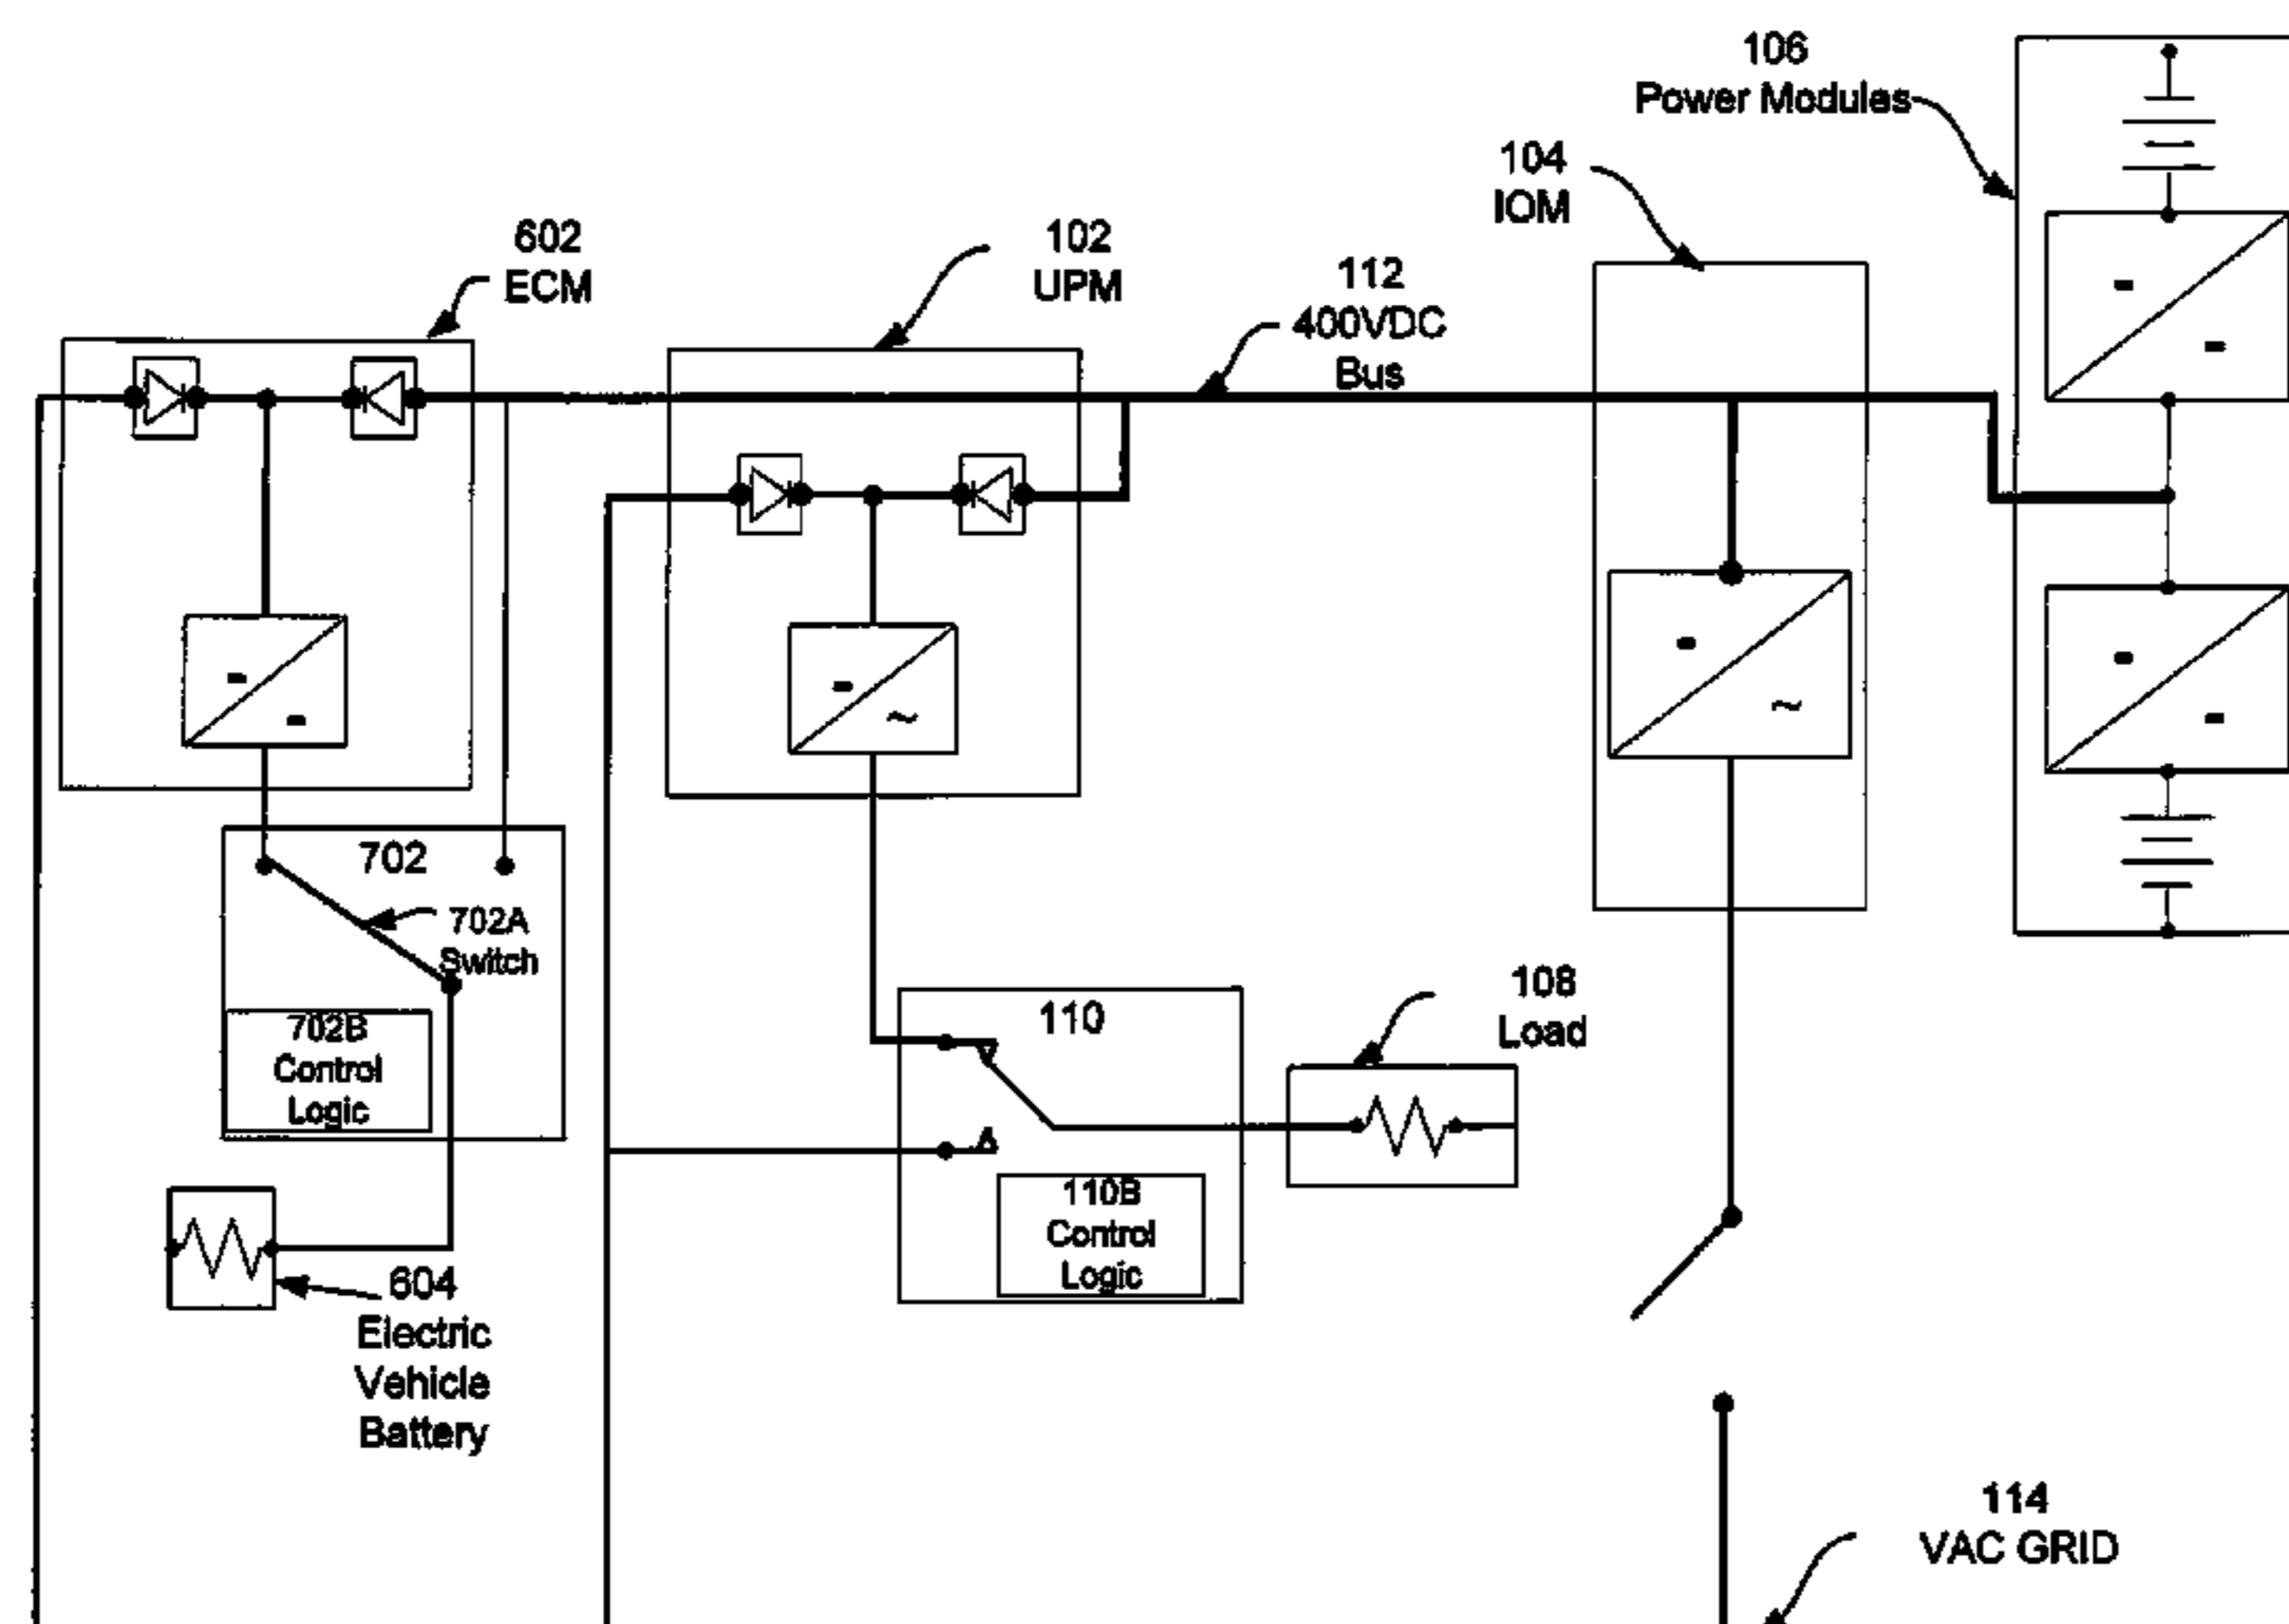 106
Power Modules
104
IOM
602
ECM
102
UPM
112
400VDC
Bus
-
-
-
-
-
~
-
~
-
-
702
702A
Switch
702B
Control
Logic
110
108
Load
110B
Control
Logic
604
Electric
Vehicle
Battery
114
VAC GRID